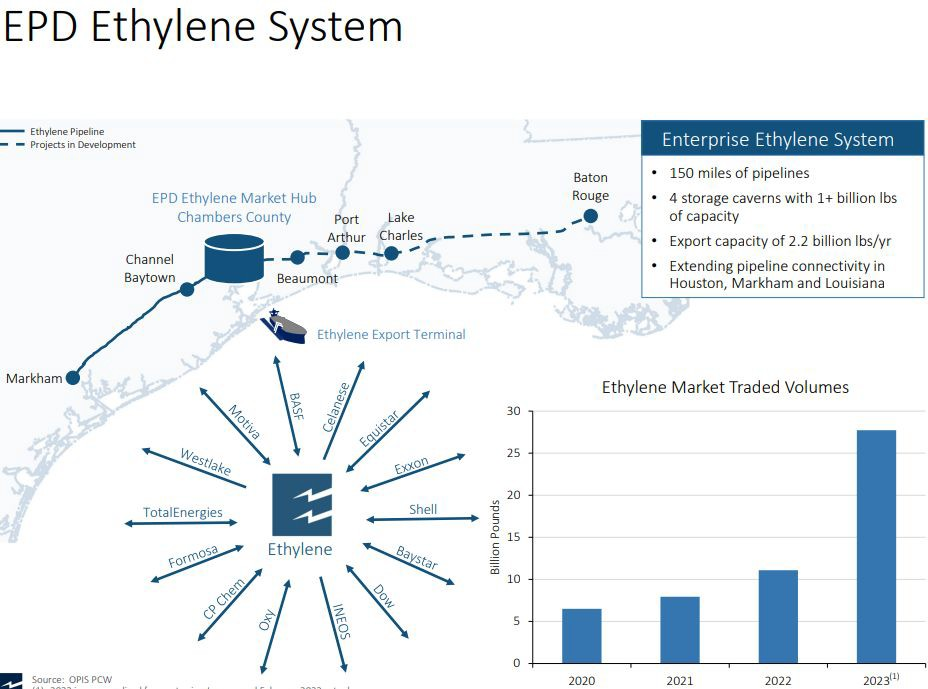 EPD Ethylene System
Ethylene Pipeline
Projects in Development
EPD Ethylene Market Hub
Chambers County
Channel
Baytown
Markham
Beaumont
Port
Arthur
Lake
Charles
Baton
Rouge
Ethylene Export Terminal
Enterprise Ethylene System
• 150 miles of pipelines
• 4 storage caverns with 1+ billion lbs
of capacity
• Export capacity of 2.2 billion lbs/yr
• Extending pipeline connectivity in
Houston, Markham and Louisiana
BASF
Celanese
Equistar
Exxon
Shell
Baystar
Dow
INEOS
Oxy
CP Chem
Formosa
TotalEnergies
Westlake
Motiva
Ethylene
Ethylene Market Traded Volumes
Billion Pounds
30
25
20
15
10
5
0
2020
2021
2022
2023(1)
Source: OPIS PCW